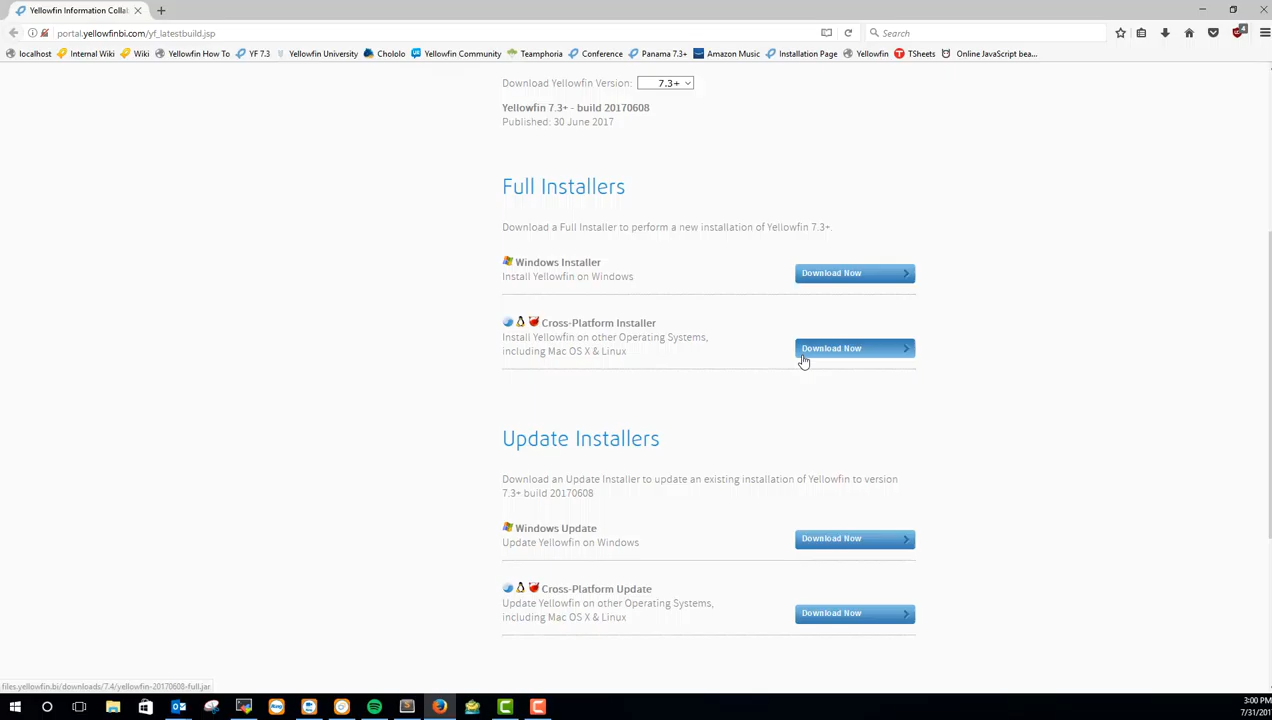 Yellowfin Information Collab
portal.yellowfinbi.com/yf_latestbuild.jsp
Search
4
localhost Internal Wiki Wiki Yellowfin How To YF 7.3 Yellowfin University Chololo Yellowfin Community Teamphoria Conference Panama 7.3+ Amazon Music Installation Page Yellowfin TSheets Online JavaScript bea...
Download Yellowfin Version: 7.3+
Yellowfin 7.3+ - build 20170608
Published: 30 June 2017
Full Installers
Download a Full Installer to perform a new installation of Yellowfin 7.3+.
Windows Installer
Install Yellowfin on Windows
Download Now
Cross-Platform Installer
Install Yellowfin on other Operating Systems,
including Mac OS X & Linux
Download Now
Update Installers
Download an Update Installer to update an existing installation of Yellowfin to version
7.3+ build 20170608
Windows Update
Update Yellowfin on Windows
Download Now
Cross-Platform Update
Update Yellowfin on other Operating Systems,
including Mac OS X & Linux
Download Now
files.yellowfin.bi/downloads/7.4/yellowfin-20170608-full.jar
3:00 PM
7/31/201